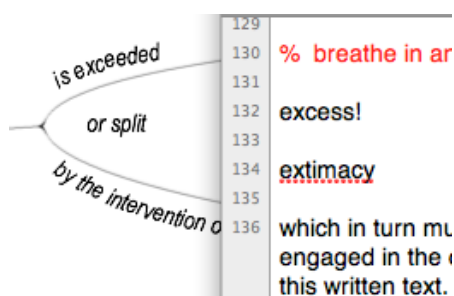 is exceeded
or split
by the intervention o
129
130 % breathe in an
131
132 excess!
133
134 extimacy
135
136 which in turn mu
engaged in the
this written text.